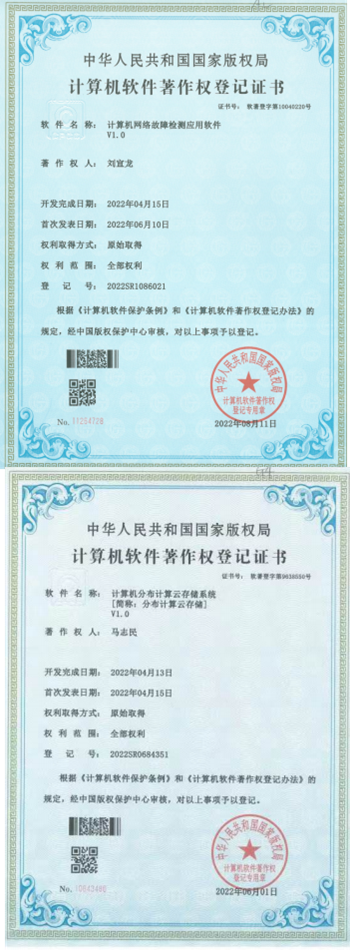 中华人民共和国国家版权局
计算机软件著作权登记证书
证书号： 软著登字第10040220号
软 件 名 称： 计算机网络故障检测应用软件
V1.0
著 作 权 人： 刘宣龙
开发完成日期： 2022年04月15日
首次发表日期： 2022年06月10日
权利取得方式： 原始取得
权 利 范 围： 全部权利
登 记 号： 2022SR1086021
根据《计算机软件保护条例》和《计算机软件著作权登记办法》的
规定，经中国版权保护中心审核，对以上事项予以登记。
中华人民共和国国家版权局
计算机软件著作权
登记专用章
No.
2022年08月11日
中华人民共和国国家版权局
计算机软件著作权登记证书
证书号： 软著登字第9638550号
软 件 名 称： 计算机分布计算云存储系统
[简称：分布计算云存储]
V1.0
著 作 权 人： 马志民
开发完成日期： 2022年04月13日
首次发表日期： 2022年04月15日
权利取得方式： 原始取得
权 利 范 围： 全部权利
登 记 号： 2022SR0684351
根据《计算机软件保护条例》和《计算机软件著作权登记办法》的
规定，经中国版权保护中心审核，对以上事项予以登记。
中华人民共和国国家版权局
计算机软件著作权
登记专用章
No.
2022年06月01日